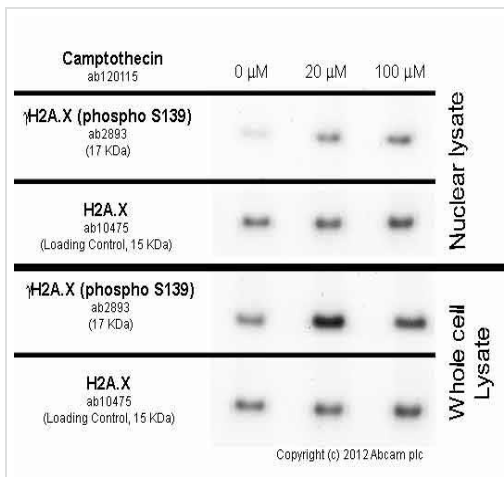 Camptothecin
ab120115
0 µM 20 µM 100 µM
γH2A.X (phospho S139)
ab2893
(17 KDa)
H2A.X
ab10475
(Loading Control, 15 KDa)
Nuclear lysate
γH2A.X (phospho S139)
ab2893
(17 KDa)
H2A.X
ab10475
(Loading Control, 15 KDa)
Whole cell
Lysate
Copyright (c) 2012 Abcam plc